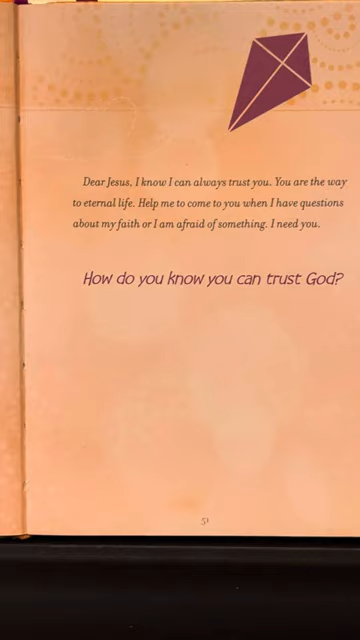 Dear Jesus, I know I can always trust you. You are the way
to eternal life. Help me to come to you when I have questions
about my faith or I am afraid of something. I need you.
How do you know you can trust God?
51